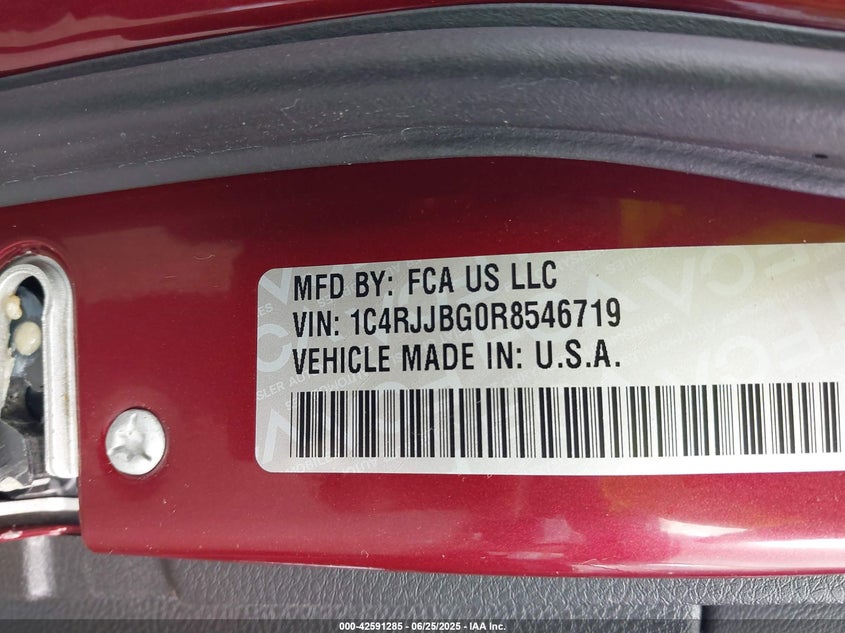 MFD BY: FCA US LLC
VIN: 1C4RJJBG0R8546719
VEHICLE MADE IN: U.S.A.
000-42591285 - 06/25/2025 - IAA Inc.